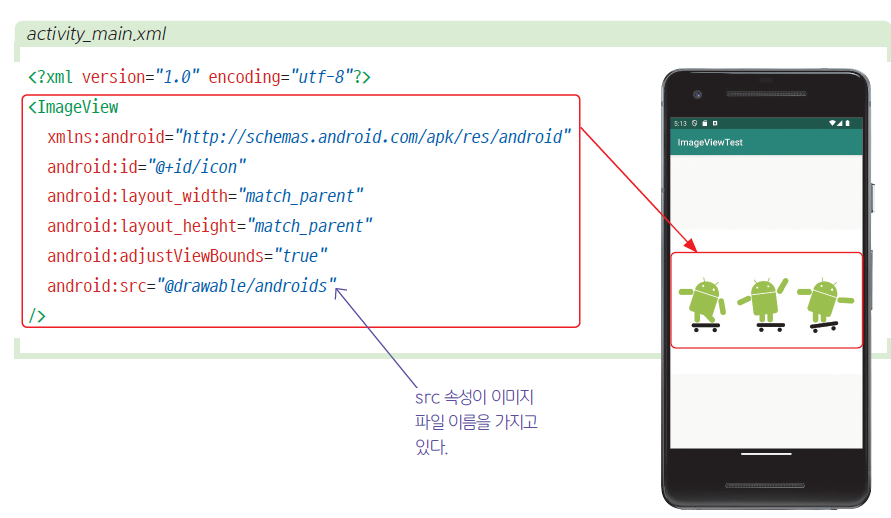 activity_main.xml
<?xml version="1.0" encoding="utf-8"?>
<ImageView
xmlns:android="http://schemas.android.com/apk/res/android"
android:id="@+id/icon"
android:layout_width="match_parent"
android:layout_height="match_parent"
android:adjustViewBounds="true"
android:src="@drawable/androids"
/>
src 속성이 이미지
파일 이름을 가지고
있다.
5:13
ImageViewTest